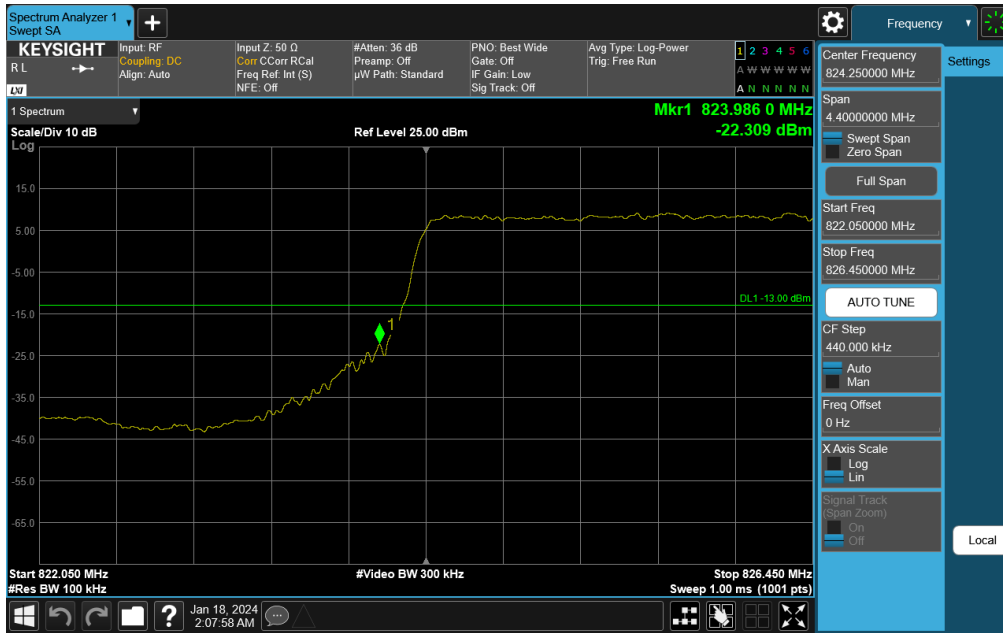 Spectrum Analyzer 1
Swept SA
Frequency
KEYSIGHT
R L
LXI
Input: RF
Coupling: DC
Align: Auto
Input Z: 50 Ω
Corr CCorr RCal
Freq Ref: Int (S)
NFE: Off
#Atten: 36 dB
Preamp: Off
µW Path: Standard
PNO: Best Wide
Gate: Off
IF Gain: Low
Sig Track: Off
Avg Type: Log-Power
Trig: Free Run
1 2 3 4 5 6
A W W W W W
A N N N N N
1 Spectrum
Mkr1 823.986 0 MHz
-22.309 dBm
Scale/Div 10 dB
Ref Level 25.00 dBm
Log
15.0
5.00
-5.00
-15.0
-25.0
-35.0
-45.0
-55.0
-65.0
DL1 -13.00 dBm
1
Start 822.050 MHz
#Res BW 100 kHz
#Video BW 300 kHz
Stop 826.450 MHz
Sweep 1.00 ms (1001 pts)
Jan 18, 2024
2:07:58 AM
Center Frequency
824.250000 MHz
Span
4.40000000 MHz
Swept Span
Zero Span
Full Span
Start Freq
822.050000 MHz
Stop Freq
826.450000 MHz
AUTO TUNE
CF Step
440.000 kHz
Auto
Man
Freq Offset
0 Hz
X Axis Scale
Log
Lin
Signal Track
(Span Zoom)
On
Off
Settings
Local